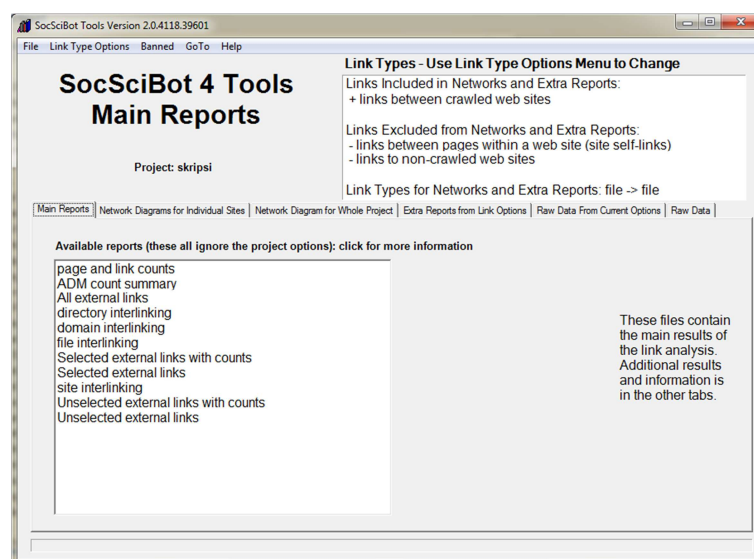 SocSciBot Tools Version 2.0.4118.39601
File Link Type Options Banned GoTo Help
SocSciBot 4 Tools
Main Reports
Project: skripsi
Link Types - Use Link Type Options Menu to Change
Links Included in Networks and Extra Reports:
+ links between crawled web sites
Links Excluded from Networks and Extra Reports:
- links between pages within a web site (site self-links)
- links to non-crawled web sites
Link Types for Networks and Extra Reports: file -> file
Main Reports Network Diagrams for Individual Sites Network Diagram for Whole Project Extra Reports from Link Options Raw Data From Current Options Raw Data
Available reports (these all ignore the project options): click for more information
page and link counts
ADM count summary
All external links
directory interlinking
domain interlinking
file interlinking
Selected external links with counts
Selected external links
site interlinking
Unselected external links with counts
Unselected external links
These files contain
the main results of
the link analysis.
Additional results
and information is
in the other tabs.